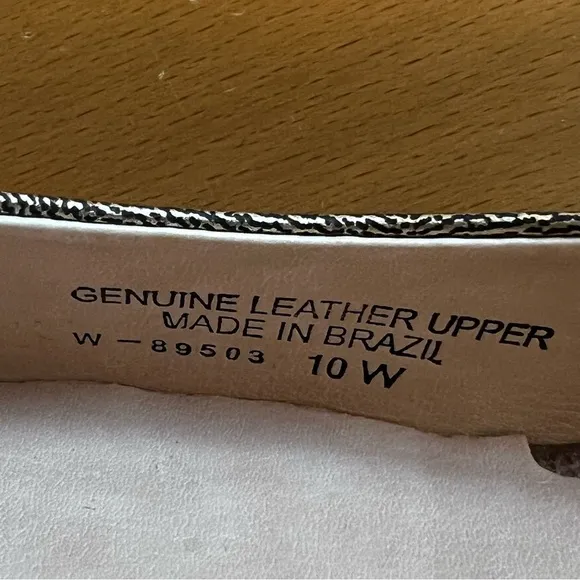 GENUINE LEATHER UPPER
MADE IN BRAZIL
W-89503 10 W